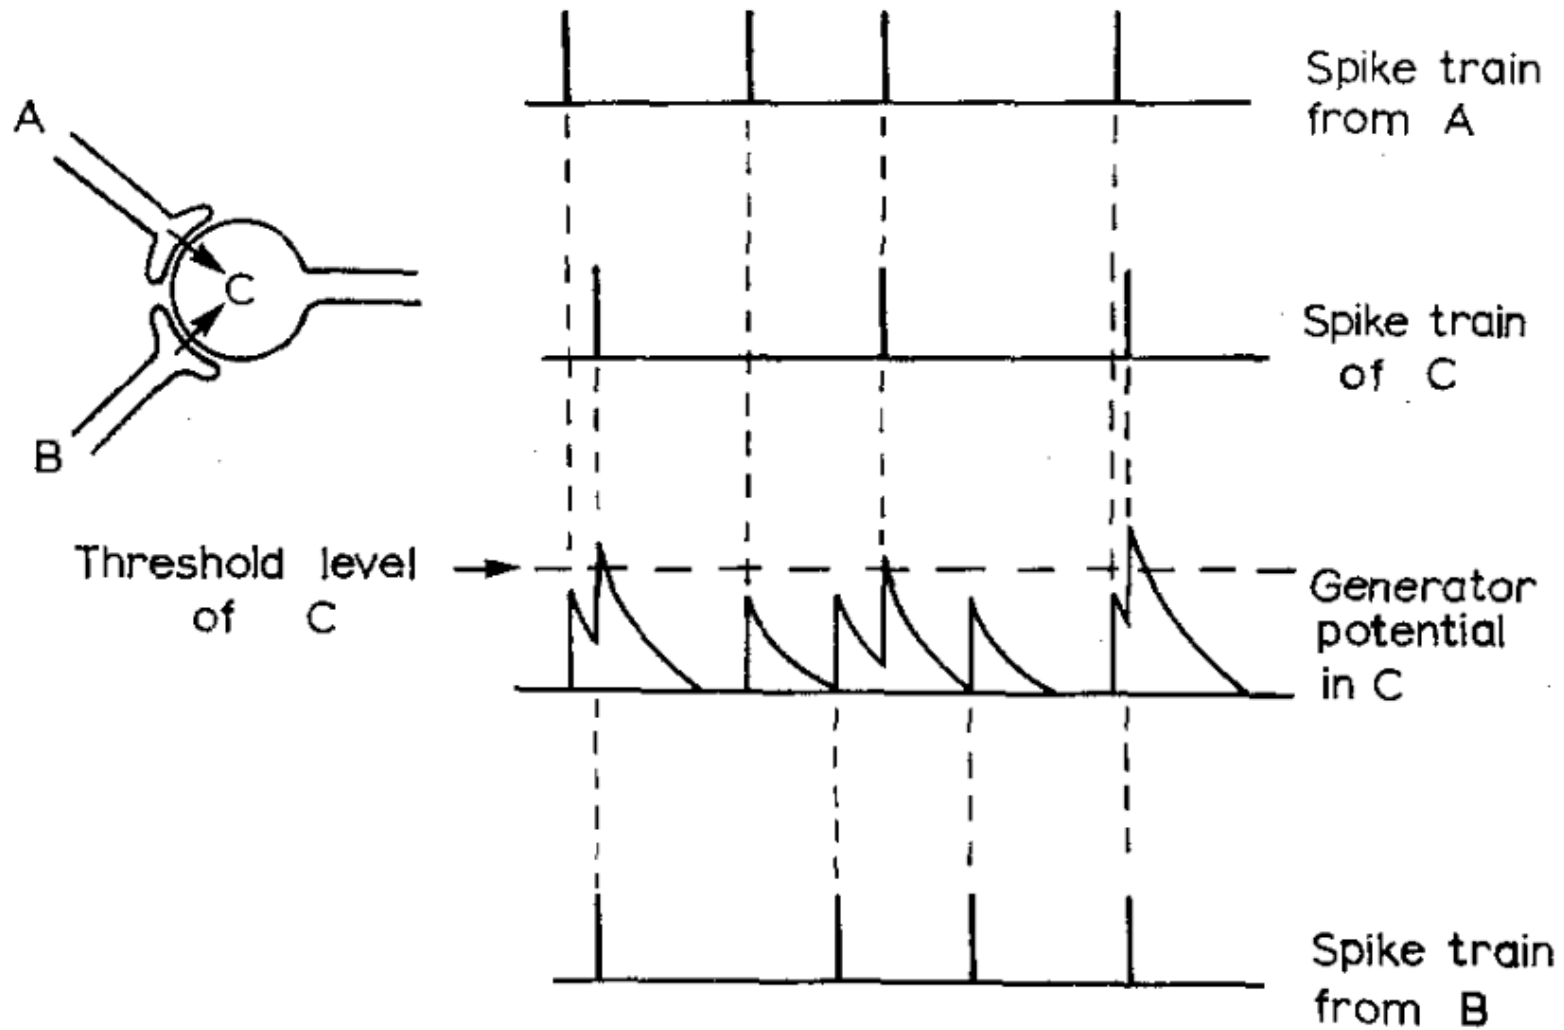 Spike train
from A
A
C
Spike train
of C
B
Threshold level
of C
Generator
potential
in C
Spike train
from B